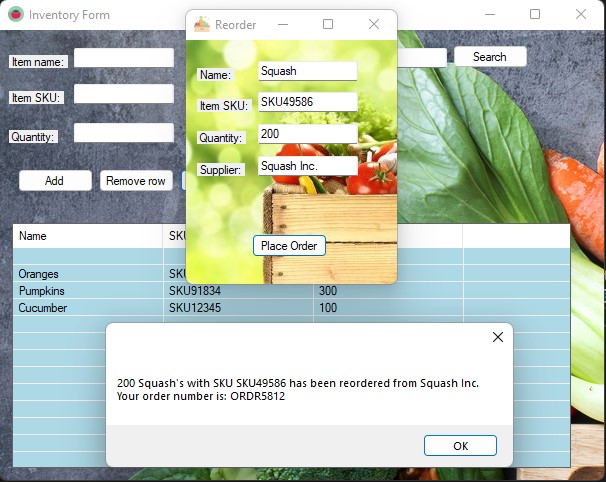 Inventory Form
Reorder
Item name:
Search
Item SKU:
Quantity:
Add
Remove row
Name:
Squash
Item SKU:
SKU49586
Quantity:
200
Supplier:
Squash Inc.
Place Order
Name
SKU
Oranges
Pumpkins SKU91834 300
Cucumber SKU12345 100
200 Squash's with SKU SKU49586 has been reordered from Squash Inc.
Your order number is: ORDR5812
OK